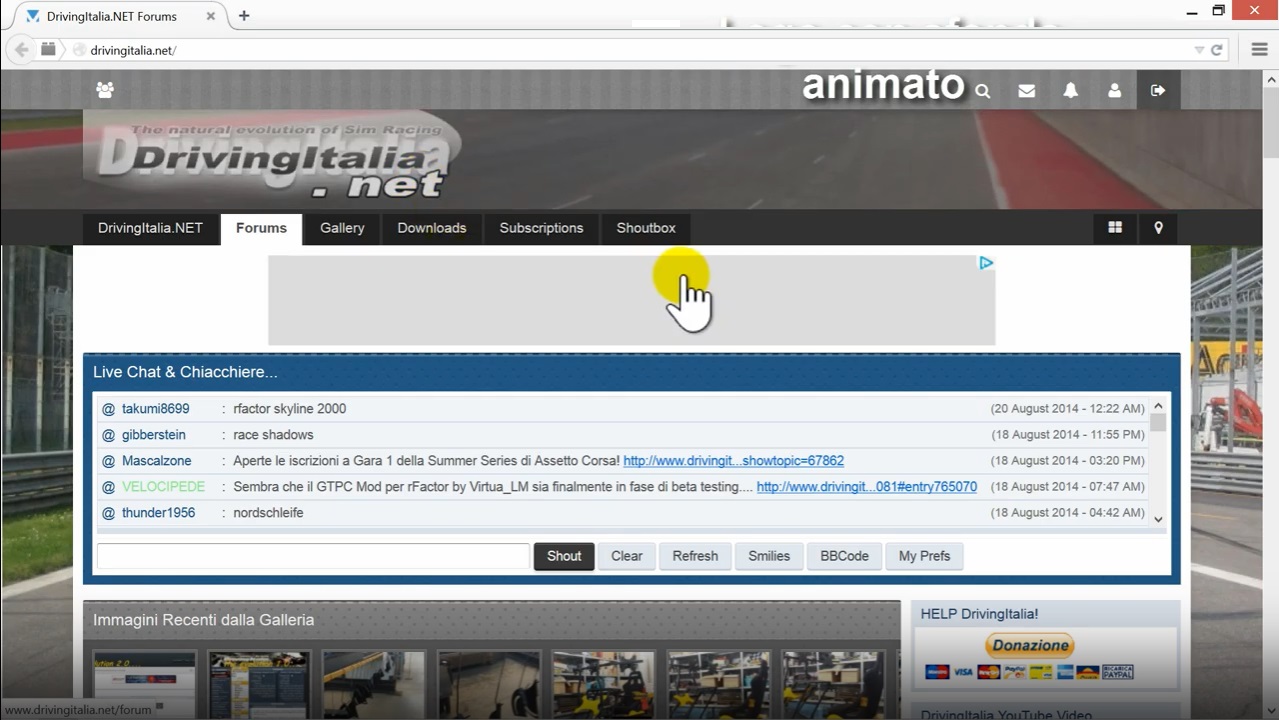 DrivingItalia.NET Forums
drivingitalia.net/
animato
The natural evolution of Sim Racing
DrivingItalia
.net
DrivingItalia.NET Forums Gallery Downloads Subscriptions Shoutbox
Live Chat & Chiacchiere...
@ takumi8699 : rfactor skyline 2000 (20 August 2014 - 12:22 AM)
@ gibberstein : race shadows (18 August 2014 - 11:55 PM)
@ Mascalzone : Aperte le iscrizioni a Gara 1 della Summer Series di Assetto Corsa! http://www.drivingit...showtopic=67862 (18 August 2014 - 03:20 PM)
@ VELOCIPEDE : Sembra che il GTPC Mod per rFactor by Virtua_LM sia finalmente in fase di beta testing.... http://www.drivingit...081#entry765070 (18 August 2014 - 07:47 AM)
@ thunder1956 : nordschleife (18 August 2014 - 04:42 AM)
Shout Clear Refresh Smilies BBCode My Prefs
Immagini Recenti dalla Galleria
HELP DrivingItalia!
Donazione
VISA
RICARICA
PAYPAL
DrivingItalia YouTube Video
www.drivingitalia.net/forum